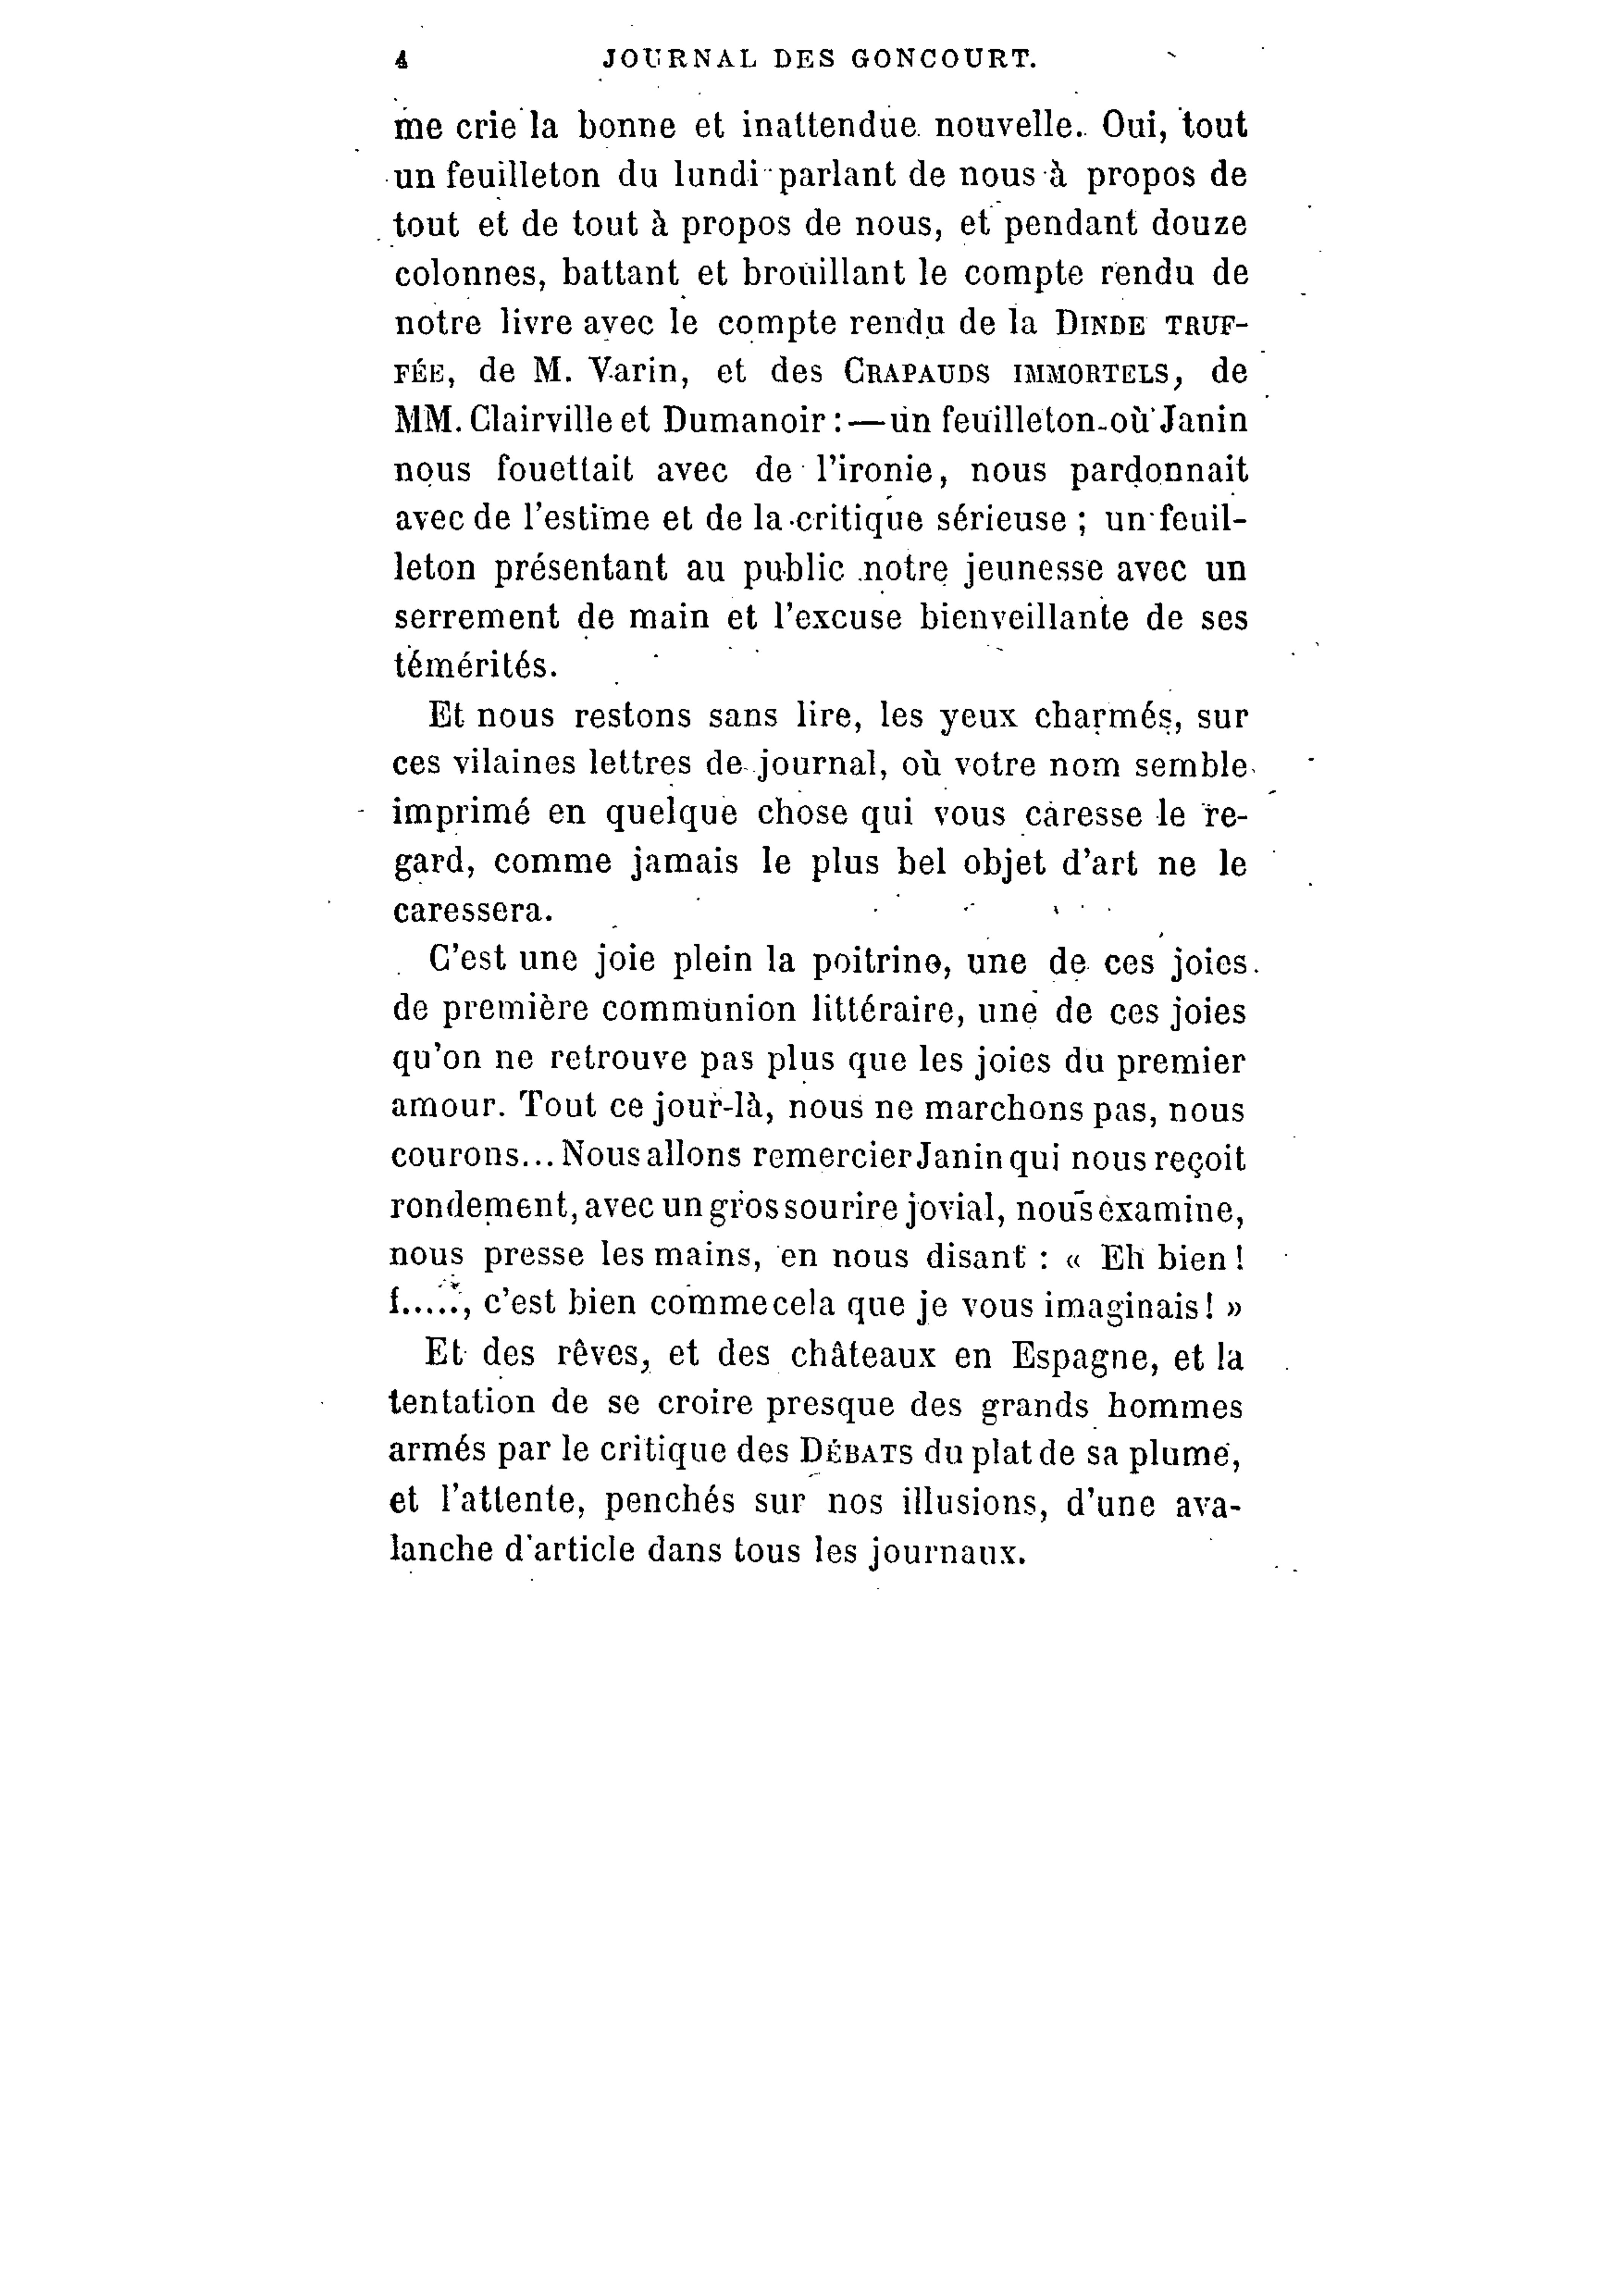 4 JOURNAL DES GONCOURT.
me crie la bonne et inattendue nouvelle. Oui, tout
un feuilleton du lundi parlant de nous à propos de
tout et de tout à propos de nous, et pendant douze
colonnes, battant et brouillant le compte rendu de
notre livre avec le compte rendu de la DINDE TRUF-
FÉE, de M. Varin, et des CRAPAUDS IMMORTELS, de
MM. Clairville et Dumanoir : — un feuilleton où Janin
nous fouettait avec de l'ironie, nous pardonnait
avec de l'estime et de la critique sérieuse ; un feuil-
leton présentant au public notre jeunesse avec un
serrement de main et l'excuse bienveillante de ses
témérités.
Et nous restons sans lire, les yeux charmés, sur
ces vilaines lettres de journal, où votre nom semble
imprimé en quelque chose qui vous caresse le re-
gard, comme jamais le plus bel objet d'art ne le
caressera.
C'est une joie plein la poitrine, une de ces joies
de première communion littéraire, une de ces joies
qu'on ne retrouve pas plus que les joies du premier
amour. Tout ce jour-là, nous ne marchons pas, nous
courons... Nous allons remercier Janin qui nous reçoit
rondement, avec un gros sourire jovial, nous examine,
nous presse les mains, en nous disant : « Eh bien !
f....., c'est bien comme cela que je vous imaginais ! »
Et des rêves, et des châteaux en Espagne, et la
tentation de se croire presque des grands hommes
armés par le critique des DÉBATS du plat de sa plume,
et l'attente, penchés sur nos illusions, d'une ava-
lanche d'article dans tous les journaux.